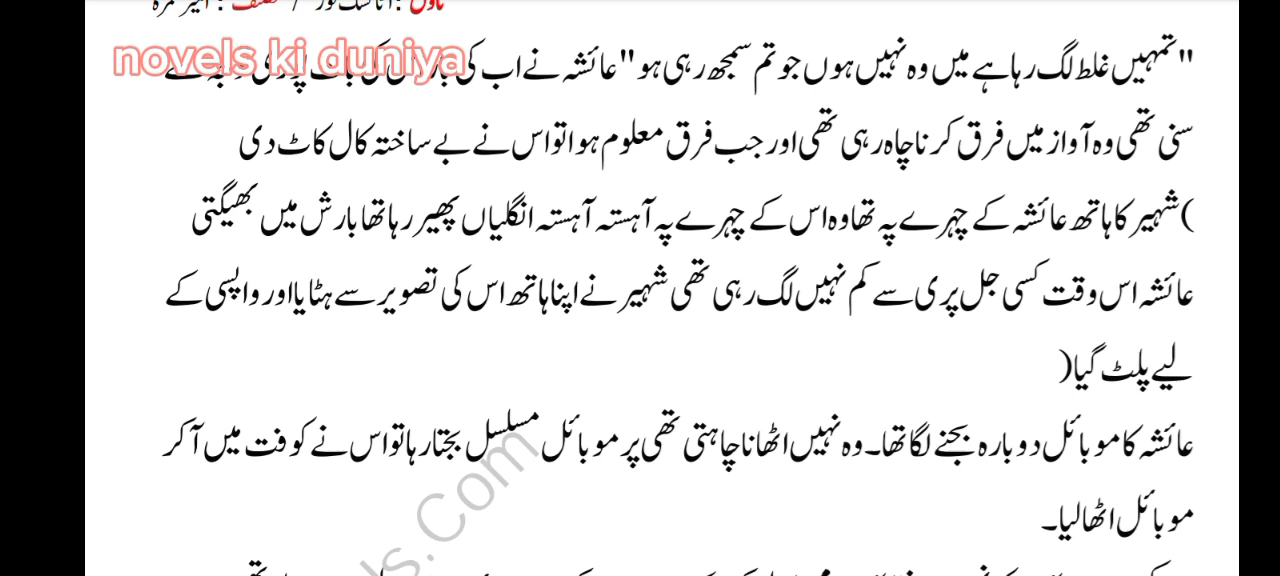 novels ki duniya
"تمہیں غلط لگ رہا ہے میں وہ نہیں ہوں جو تم سمجھ رہی ہو" عائشہ نے اب کی
سنی تھی وہ آواز میں فرق کرنا چاہ رہی تھی اور جب فرق معلوم ہوا تو اس نے بے ساختہ کال کاٹ دی
)شہیر کا ہاتھ عائشہ کے چہرے پہ تھا وہ اس کے چہرے پہ آہستہ آہستہ انگلیاں پھیر رہا تھا بارش میں بھیگتی
عائشہ اس وقت کسی جل پری سے کم نہیں لگ رہی تھی شہیر نے اپنا ہاتھ اس کی تصویر سے ہٹایا اور واپسی کے
لیے پلٹ گیا(
عائشہ کا موبائل دوبارہ بجنے لگا تھا۔ وہ نہیں اٹھانا چاہتی تھی پر موبائل مسلسل بجتا رہا تو اس نے کوفت میں آ کر
موبائل اٹھا لیا۔
ls.Com